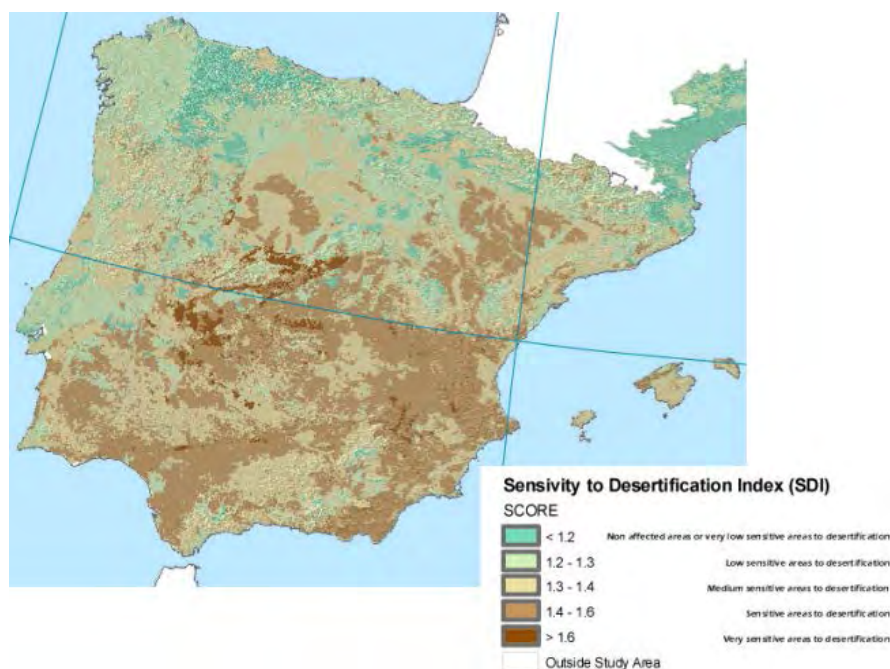 Sensivity to Desertification Index (SDI)
SCORE
< 1.2 Non affected areas or very low sensitive areas to desertification
1.2 - 1.3 Low sensitive areas to desertification
1.3 - 1.4 Medium sensitive areas to desertification
1.4 - 1.6 Sensitive areas to desertification
> 1.6 Very sensitive areas to desertification
Outside Study Area